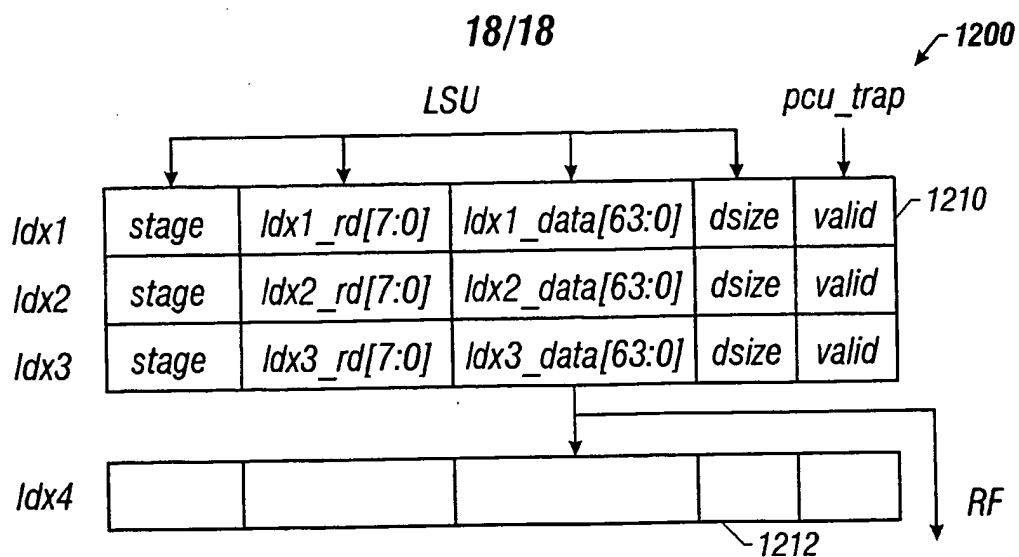 18/18
1200
LSU pcu_trap
ldx1 stage ldx1_rd[7:0] ldx1_data[63:0] dsize valid 1210
ldx2 stage ldx2_rd[7:0] ldx2_data[63:0] dsize valid
ldx3 stage ldx3_rd[7:0] ldx3_data[63:0] dsize valid
ldx4 RF
1212